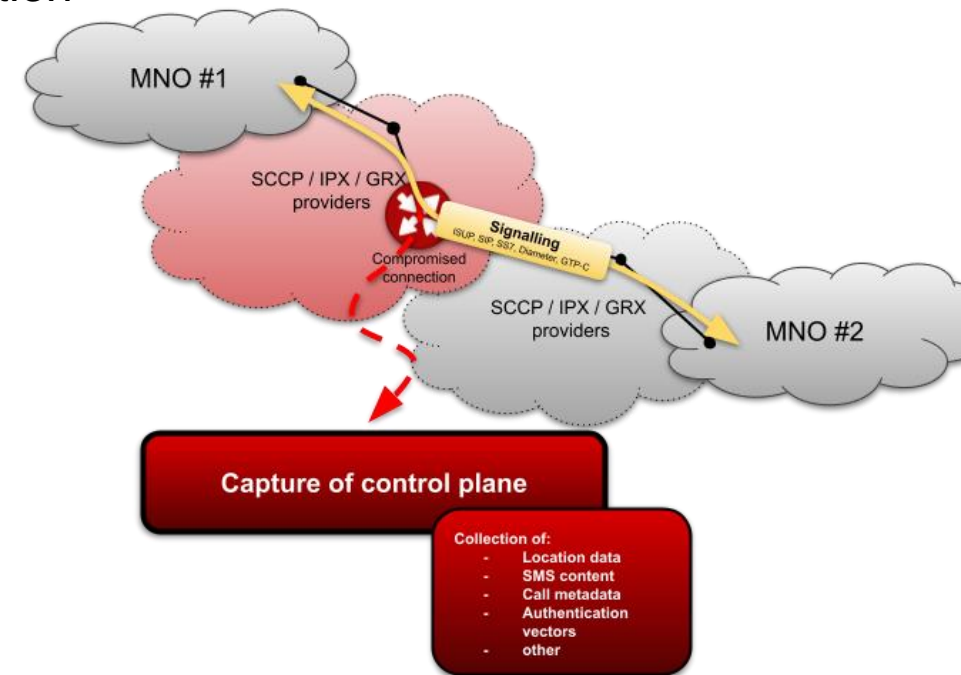 MNO #1
SCCP / IPX / GRX
providers
Signalling
ISUP, SIP, SS7, Diameter, GTP-C
Compromised
connection
SCCP / IPX / GRX
providers
MNO #2
Capture of control plane
Collection of:
- Location data
- SMS content
- Call metadata
- Authentication
vectors
- other